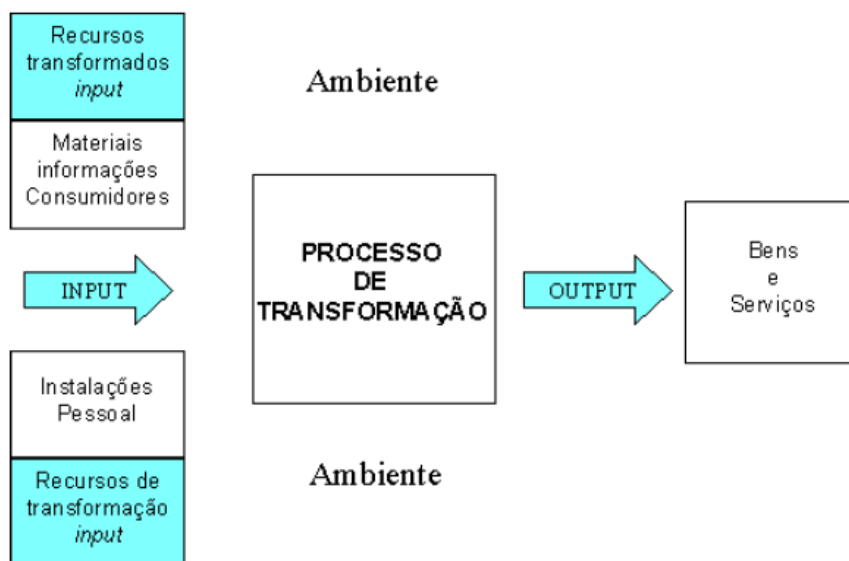 Recursos
transformados
input
Materiais
informações
Consumidores
INPUT
Instalações
Pessoal
Recursos de
transformação
input
Ambiente
PROCESSO
DE
TRANSFORMAÇÃO
Ambiente
OUTPUT
Bens
e
Serviços